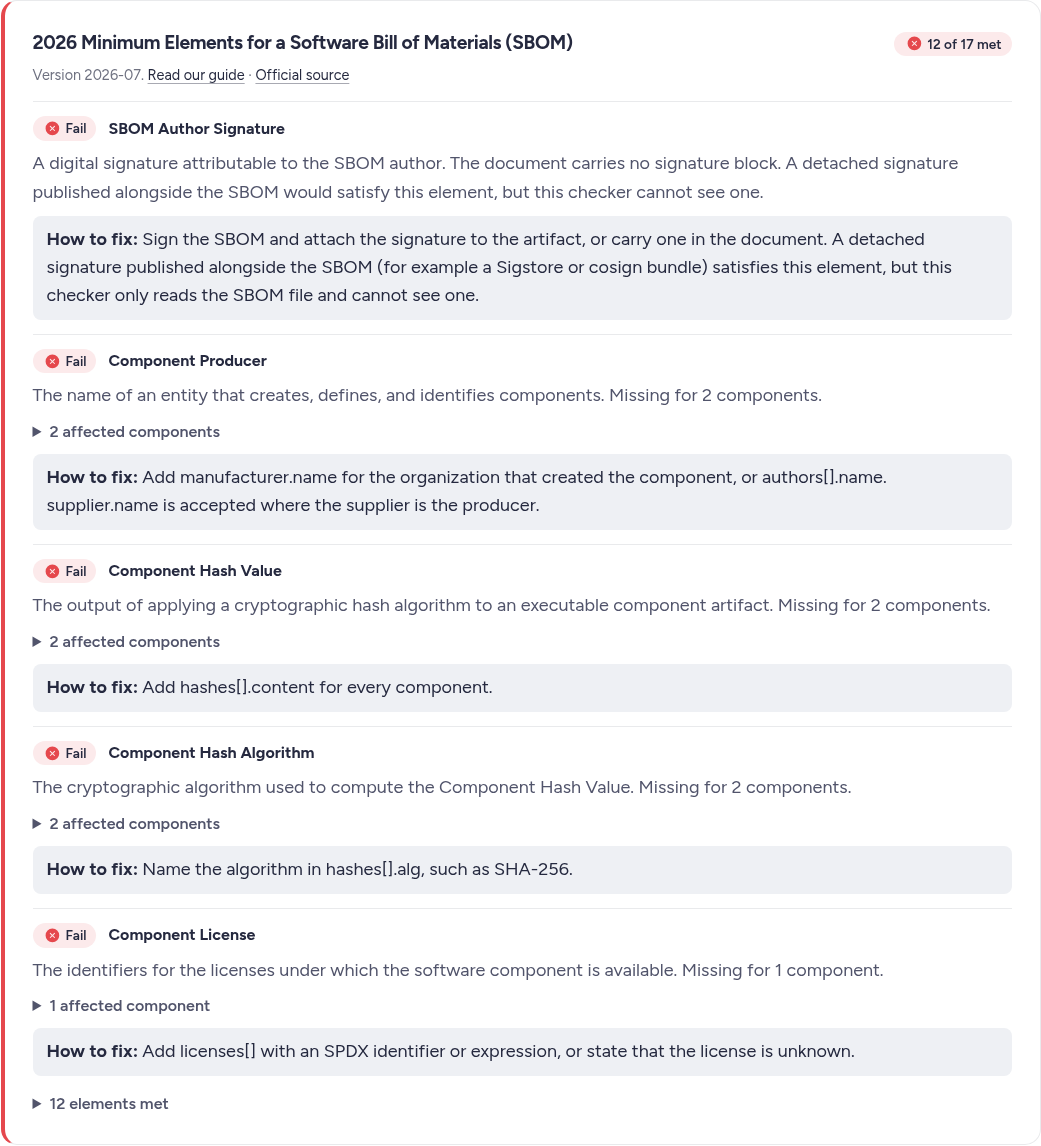 2026 Minimum Elements for a Software Bill of Materials (SBOM)
12 of 17 met
Version 2026-07. Read our guide · Official source
Fail SBOM Author Signature
A digital signature attributable to the SBOM author. The document carries no signature block. A detached signature
published alongside the SBOM would satisfy this element, but this checker cannot see one.
How to fix: Sign the SBOM and attach the signature to the artifact, or carry one in the document. A detached
signature published alongside the SBOM (for example a Sigstore or cosign bundle) satisfies this element, but this
checker only reads the SBOM file and cannot see one.
Fail Component Producer
The name of an entity that creates, defines, and identifies components. Missing for 2 components.
2 affected components
How to fix: Add manufacturer.name for the organization that created the component, or authors[].name.
supplier.name is accepted where the supplier is the producer.
Fail Component Hash Value
The output of applying a cryptographic hash algorithm to an executable component artifact. Missing for 2 components.
2 affected components
How to fix: Add hashes[].content for every component.
Fail Component Hash Algorithm
The cryptographic algorithm used to compute the Component Hash Value. Missing for 2 components.
2 affected components
How to fix: Name the algorithm in hashes[].alg, such as SHA-256.
Fail Component License
The identifiers for the licenses under which the software component is available. Missing for 1 component.
1 affected component
How to fix: Add licenses[] with an SPDX identifier or expression, or state that the license is unknown.
12 elements met